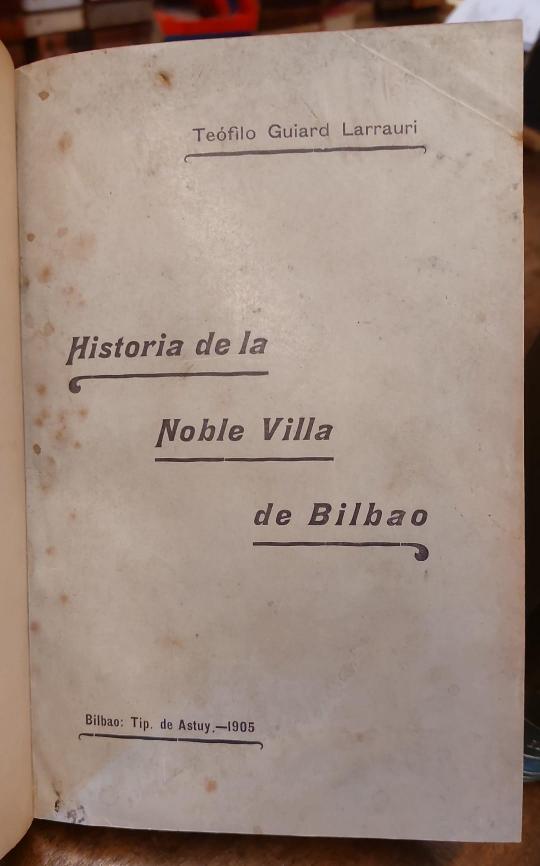 Teófilo Guiard Larrauri
Historia de la
Noble Villa
de Bilbao
Bilbao: Tip. de Astuy.—1905